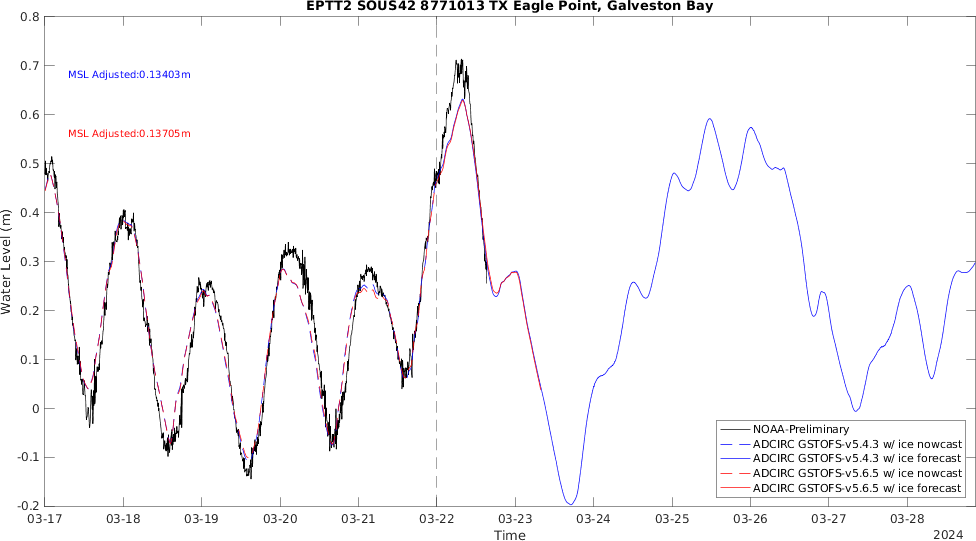 EPTT2 SOUS42 8771013 TX Eagle Point, Galveston Bay
0.8
0.7
0.6
0.5
0.4
0.3
0.2
0.1
0
-0.1
-0.2
Water Level (m)
MSL Adjusted:0.13403m
MSL Adjusted:0.13705m
NOAA-Preliminary
ADCIRC GSTOFS-v5.4.3 w/ ice nowcast
ADCIRC GSTOFS-v5.4.3 w/ ice forecast
ADCIRC GSTOFS-v5.6.5 w/ ice nowcast
ADCIRC GSTOFS-v5.6.5 w/ ice forecast
03-17 03-18 03-19 03-20 03-21 03-22 03-23 03-24 03-25 03-26 03-27 03-28
Time
2024